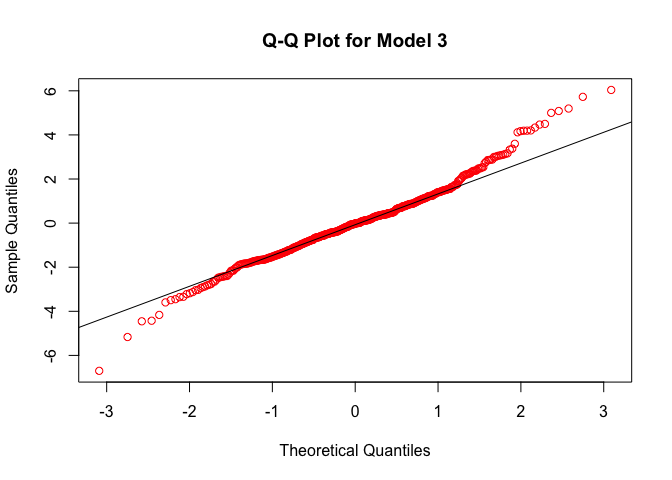 Q-Q Plot for Model 3
6
4
2
0
-2
-4
-6
Sample Quantiles
-3 -2 -1 0 1 2 3
Theoretical Quantiles